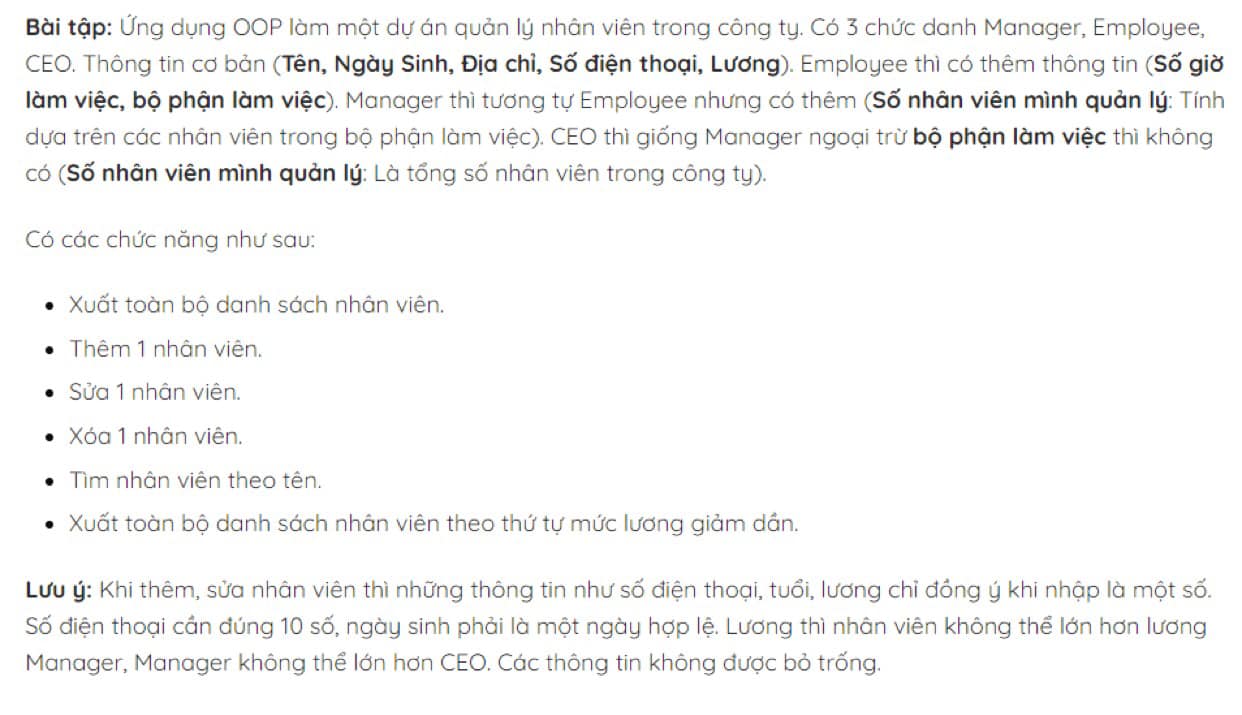 Bài tập: Ứng dụng OOP làm một dự án quản lý nhân viên trong công ty. Có 3 chức danh Manager, Employee,
CEO. Thông tin cơ bản (Tên, Ngày Sinh, Địa chỉ, Số điện thoại, Lương). Employee thì có thêm thông tin (Số giờ
làm việc, bộ phận làm việc). Manager thì tương tự Employee nhưng có thêm (Số nhân viên mình quản lý: Tính
dựa trên các nhân viên trong bộ phận làm việc). CEO thì giống Manager ngoại trừ bộ phận làm việc thì không
có (Số nhân viên mình quản lý: Là tổng số nhân viên trong công ty).
Có các chức năng như sau:
• Xuất toàn bộ danh sách nhân viên.
• Thêm 1 nhân viên.
• Sửa 1 nhân viên.
• Xóa 1 nhân viên.
• Tìm nhân viên theo tên.
• Xuất toàn bộ danh sách nhân viên theo thứ tự mức lương giảm dần.
Lưu ý: Khi thêm, sửa nhân viên thì những thông tin như số điện thoại, tuổi, lương chỉ đồng ý khi nhập là một số.
Số điện thoại cần đúng 10 số, ngày sinh phải là một ngày hợp lệ. Lương thì nhân viên không thể lớn hơn lương
Manager, Manager không thể lớn hơn CEO. Các thông tin không được bỏ trống.